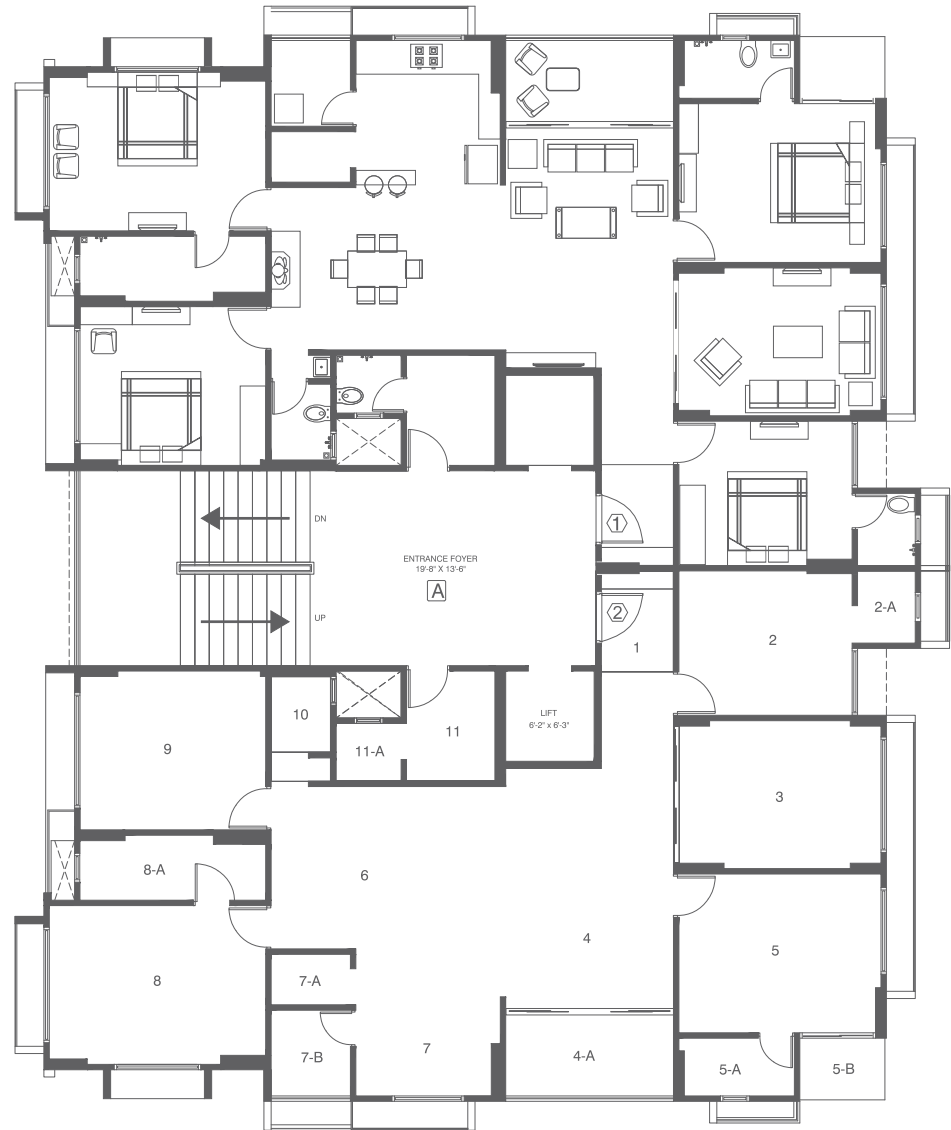 1
DN
ENTRANCE FOYER
19'-8" X 13'-6"
A
2
UP
1
2
2-A
10
11
LIFT
6'-2" x 6'-3"
9
11-A
3
8-A
6
4
5
8
7-A
7
7-B
4-A
5-A
5-B